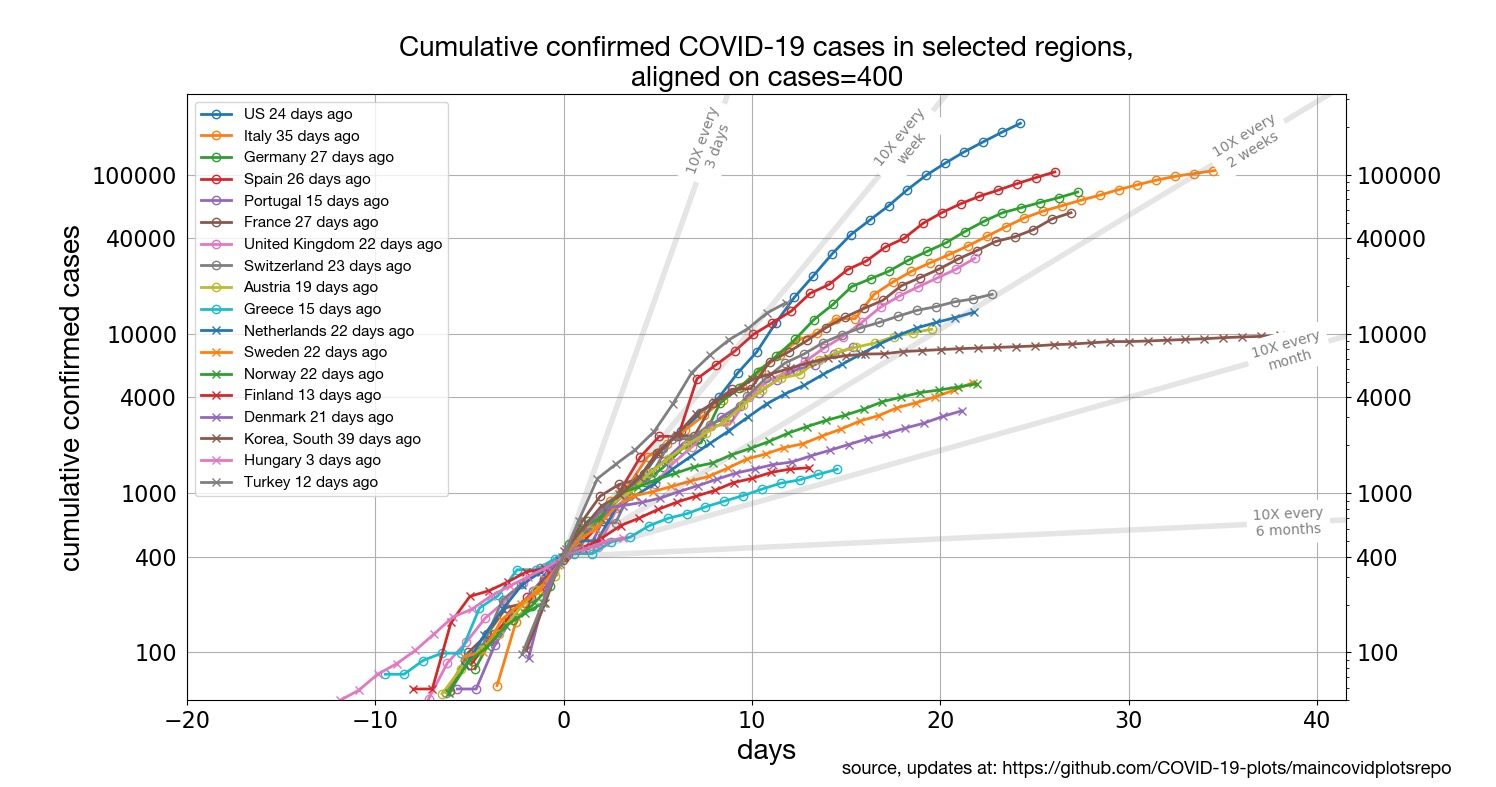 Cumulative confirmed COVID-19 cases in selected regions,
aligned on cases=400
US 24 days ago
Italy 35 days ago
Germany 27 days ago
Spain 26 days ago
Portugal 15 days ago
France 27 days ago
United Kingdom 22 days ago
Switzerland 23 days ago
Austria 19 days ago
Greece 15 days ago
Netherlands 22 days ago
Sweden 22 days ago
Norway 22 days ago
Finland 13 days ago
Denmark 21 days ago
Korea, South 39 days ago
Hungary 3 days ago
Turkey 12 days ago
10X every
3 days
10X every
week
10X every
2 weeks
10X every
month
10X every
6 months
cumulative confirmed cases
100000
40000
10000
4000
1000
400
100
100000
40000
10000
4000
1000
400
100
−20
−10
0
10
20
30
40
days
source, updates at: https://github.com/COVID-19-plots/maincovidplotsrepo